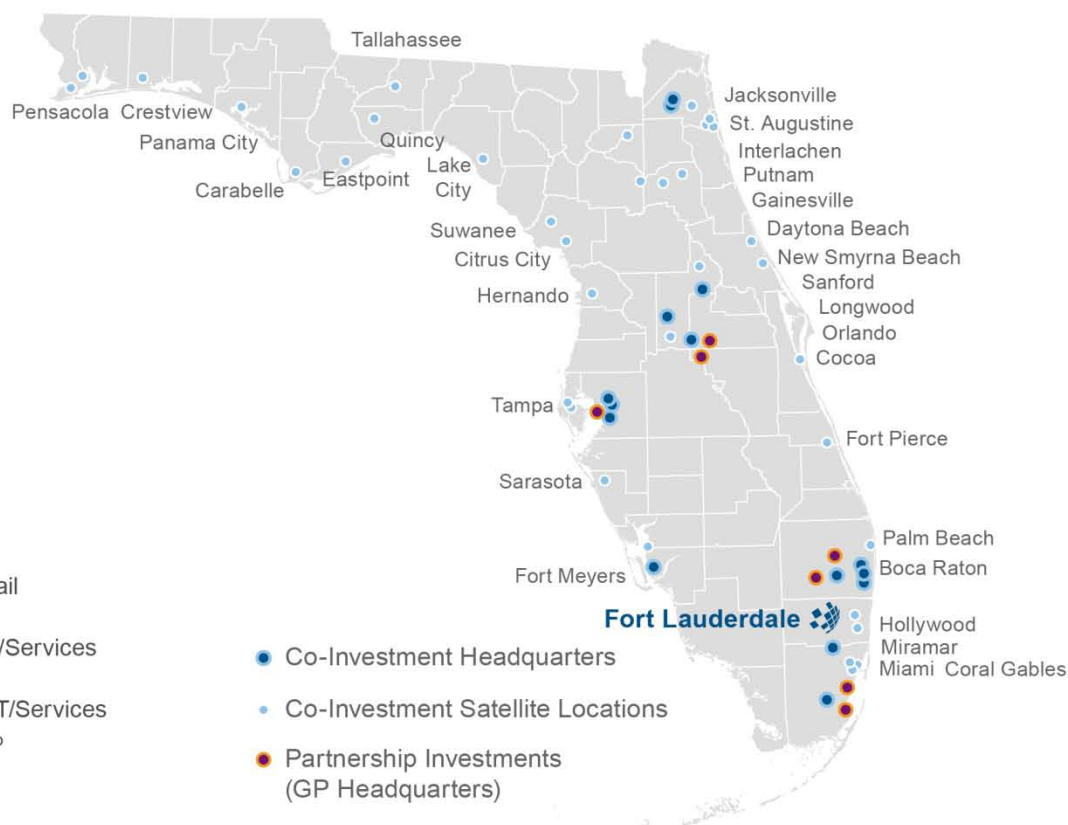 Tallahassee
Pensacola
Crestview
Panama City
Carabelle
Eastpoint
Quincy
Lake
City
Suwanee
Citrus City
Hernando
Tampa
Sarasota
Fort Meyers
Jacksonville
St. Augustine
Interlachen
Putnam
Gainesville
Daytona Beach
New Smyrna Beach
Sanford
Longwood
Orlando
Cocoa
Fort Pierce
Palm Beach
Boca Raton
Fort Lauderdale
Hollywood
Miramar
Miami Coral Gables
ail
/Services
T/Services
Co-Investment Headquarters
Co-Investment Satellite Locations
Partnership Investments
(GP Headquarters)